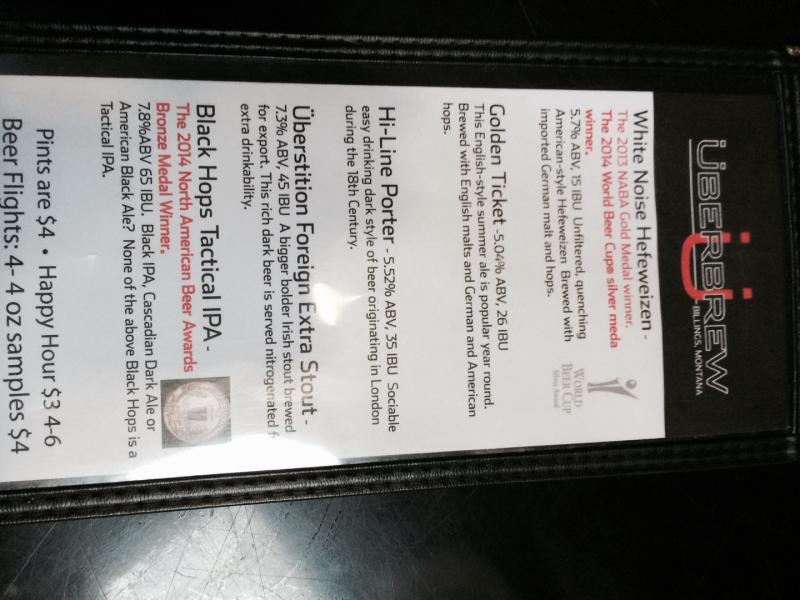 ÜBERBREW
BILLINGS, MONTANA
White Noise Hefeweizen -
The 2013 NABA Gold Medal winner.
The 2014 World Beer Cup® silver meda
winner.
5.7% ABV, 15 IBU Unfiltered, quenching
American-style Hefeweizen Brewed with
imported German malt and hops.
WORLD
BEER CUP
Silver Award
Golden Ticket -5.04% ABV, 26 IBU
This English-style summer ale is popular year round.
Brewed with English malts and German and American
hops.
Hi-Line Porter - 5.52% ABV, 35 IBU Sociable
easy drinking dark style of beer originating in London
during the 18th Century.
Überstition Foreign Extra Stout -
7.3% ABV, 45 IBU A bigger bolder Irish stout brewed
for export. This rich dark beer is served nitrogenated f
extra drinkability.
Black Hops Tactical IPA -
The 2014 North American Beer Awards
Bronze Medal Winner.
7.8%ABV 65 IBU. Black IPA, Cascadian Dark Ale or
American Black Ale? None of the above Black Hops is a
Tactical IPA.
Pints are $4 • Happy Hour $3 4-6
Beer Flights: 4- 4 oz samples $4